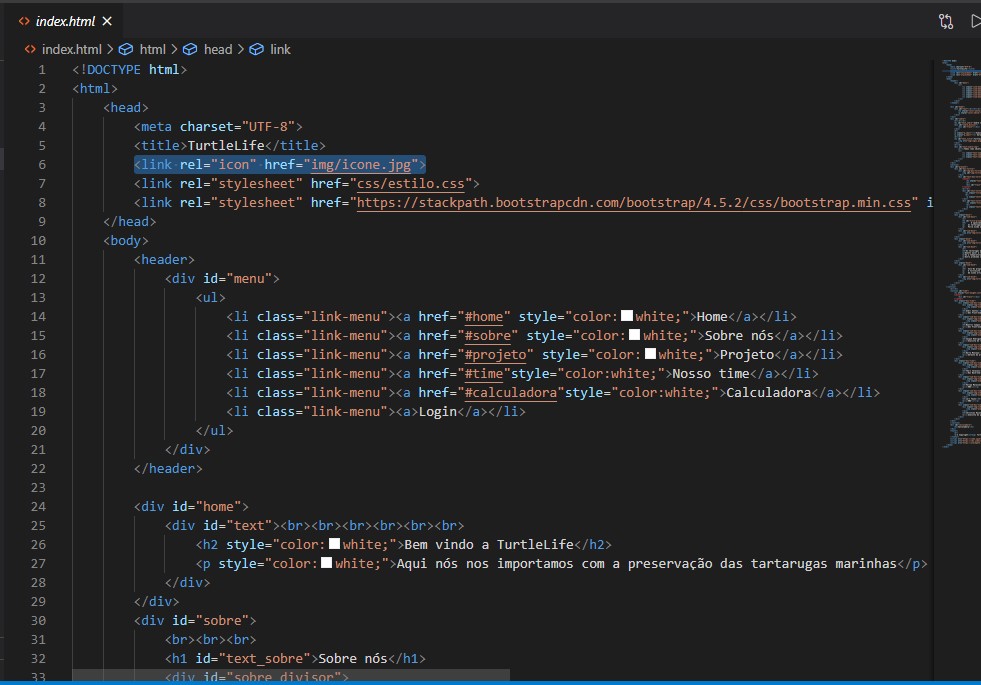 index.html
index.html > html > head > link
1 <!DOCTYPE html>
2 <html>
3 <head>
4 <meta charset="UTF-8">
5 <title>TurtleLife</title>
6 <link rel="icon" href="img/icone.jpg">
7 <link rel="stylesheet" href="css/estilo.css">
8 <link rel="stylesheet" href="https://stackpath.bootstrapcdn.com/bootstrap/4.5.2/css/bootstrap.min.css" i
9 </head>
10 <body>
11 <header>
12 <div id="menu">
13 <ul>
14 <li class="link-menu"><a href="#home" style="color:white;">Home</a></li>
15 <li class="link-menu"><a href="#sobre" style="color:white;">Sobre nós</a></li>
16 <li class="link-menu"><a href="#projeto" style="color:white;">Projeto</a></li>
17 <li class="link-menu"><a href="#time"style="color:white;">Nosso time</a></li>
18 <li class="link-menu"><a href="#calculadora"style="color:white;">Calculadora</a></li>
19 <li class="link-menu"><a>Login</a></li>
20 </ul>
21 </div>
22 </header>
23
24 <div id="home">
25 <div id="text"><br><br><br><br><br><br>
26 <h2 style="color:white;">Bem vindo a TurtleLife</h2>
27 <p style="color:white;">Aqui nós nos importamos com a preservação das tartarugas marinhas</p>
28 </div>
29 </div>
30 <div id="sobre">
31 <br><br><br>
32 <h1 id="text_sobre">Sobre nós</h1>
33 <div id="sobre_divisor">